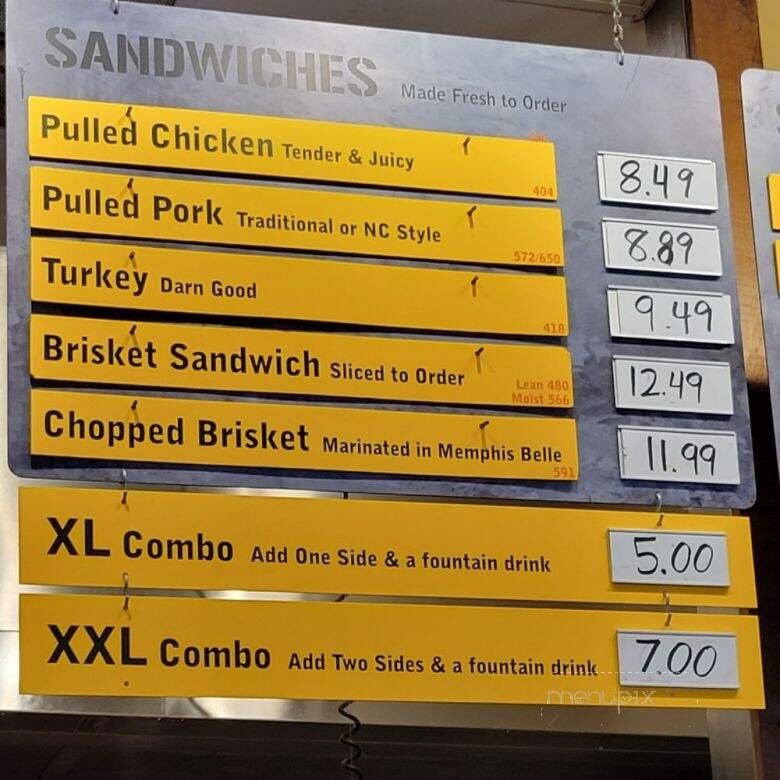 SANDWICHES Made Fresh to Order
Pulled Chicken Tender & Juicy 404 8.49
Pulled Pork Traditional or NC Style 572/650 8.89
Turkey Darn Good 418 9.49
Brisket Sandwich Sliced to Order Lean 480 12.49
Moist 566
Chopped Brisket Marinated in Memphis Belle 591 11.99
XL Combo Add One Side & a fountain drink 5.00
XXL Combo Add Two Sides & a fountain drink 7.00
menupix